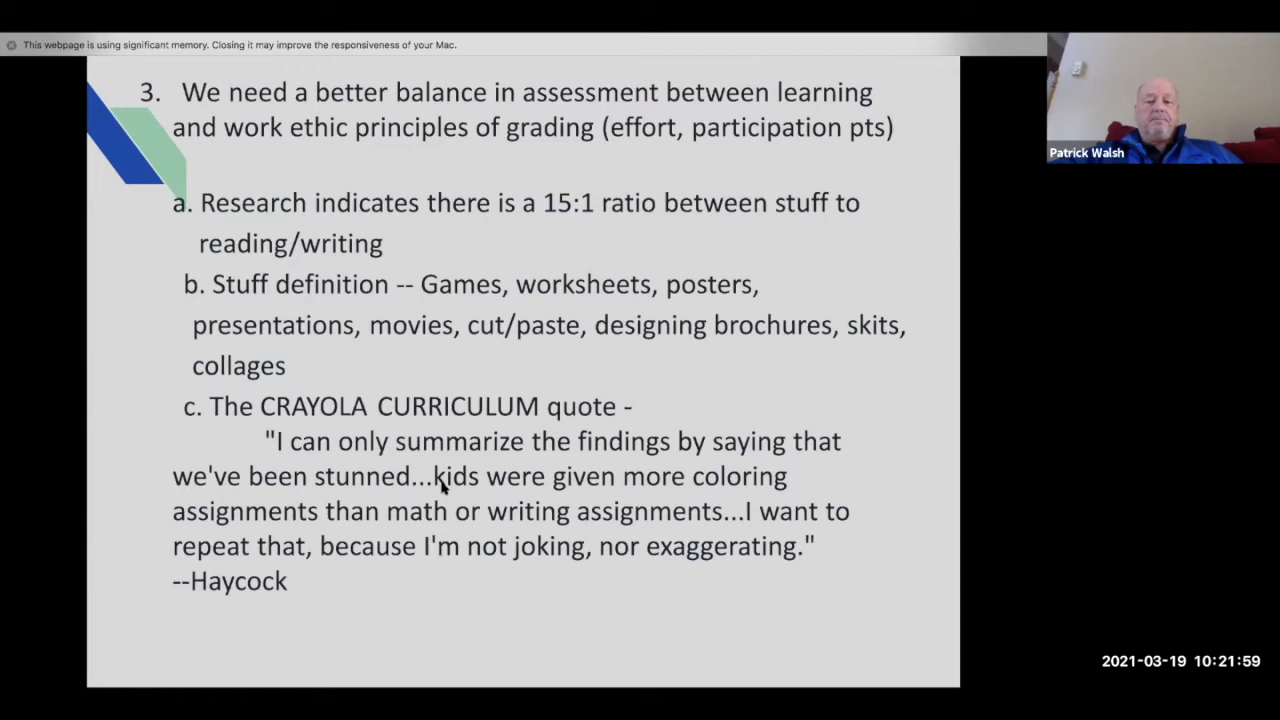 This webpage is using significant memory. Closing it may improve the responsiveness of your Mac.
3. We need a better balance in assessment between learning
and work ethic principles of grading (effort, participation pts)
a. Research indicates there is a 15:1 ratio between stuff to
reading/writing
b. Stuff definition -- Games, worksheets, posters,
presentations, movies, cut/paste, designing brochures, skits,
collages
c. The CRAYOLA CURRICULUM quote -
"I can only summarize the findings by saying that
we've been stunned...kids were given more coloring
assignments than math or writing assignments...I want to
repeat that, because I'm not joking, nor exaggerating."
--Haycock
Patrick Walsh
2021-03-19 10:21:59